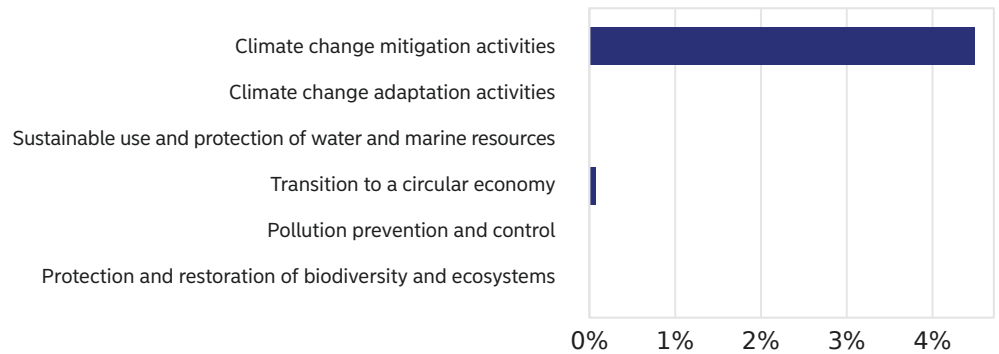 Climate change mitigation activities
Climate change adaptation activities
Sustainable use and protection of water and marine resources
Transition to a circular economy
Pollution prevention and control
Protection and restoration of biodiversity and ecosystems
0% 1% 2% 3% 4%